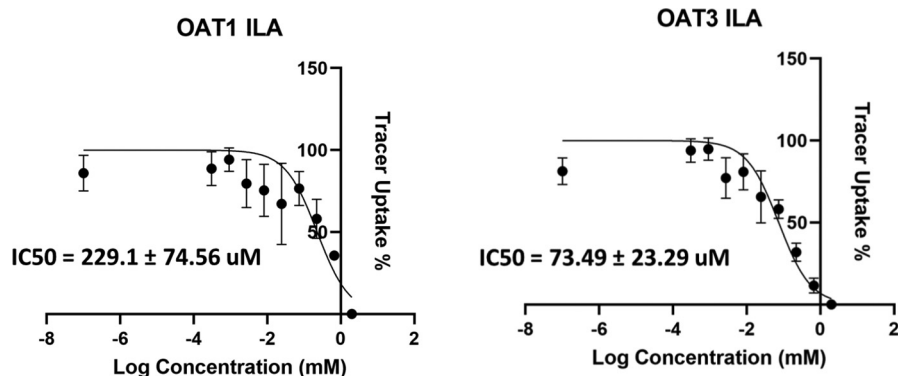 OAT1 ILA
150
100
50
Tracer Uptake %
IC50 = 229.1 ± 74.56 uM
-8 -6 -4 -2 0 2
Log Concentration (mM)
OAT3 ILA
150
100
50
Tracer Uptake %
IC50 = 73.49 ± 23.29 uM
-8 -6 -4 -2 0 2
Log Concentration (mM)